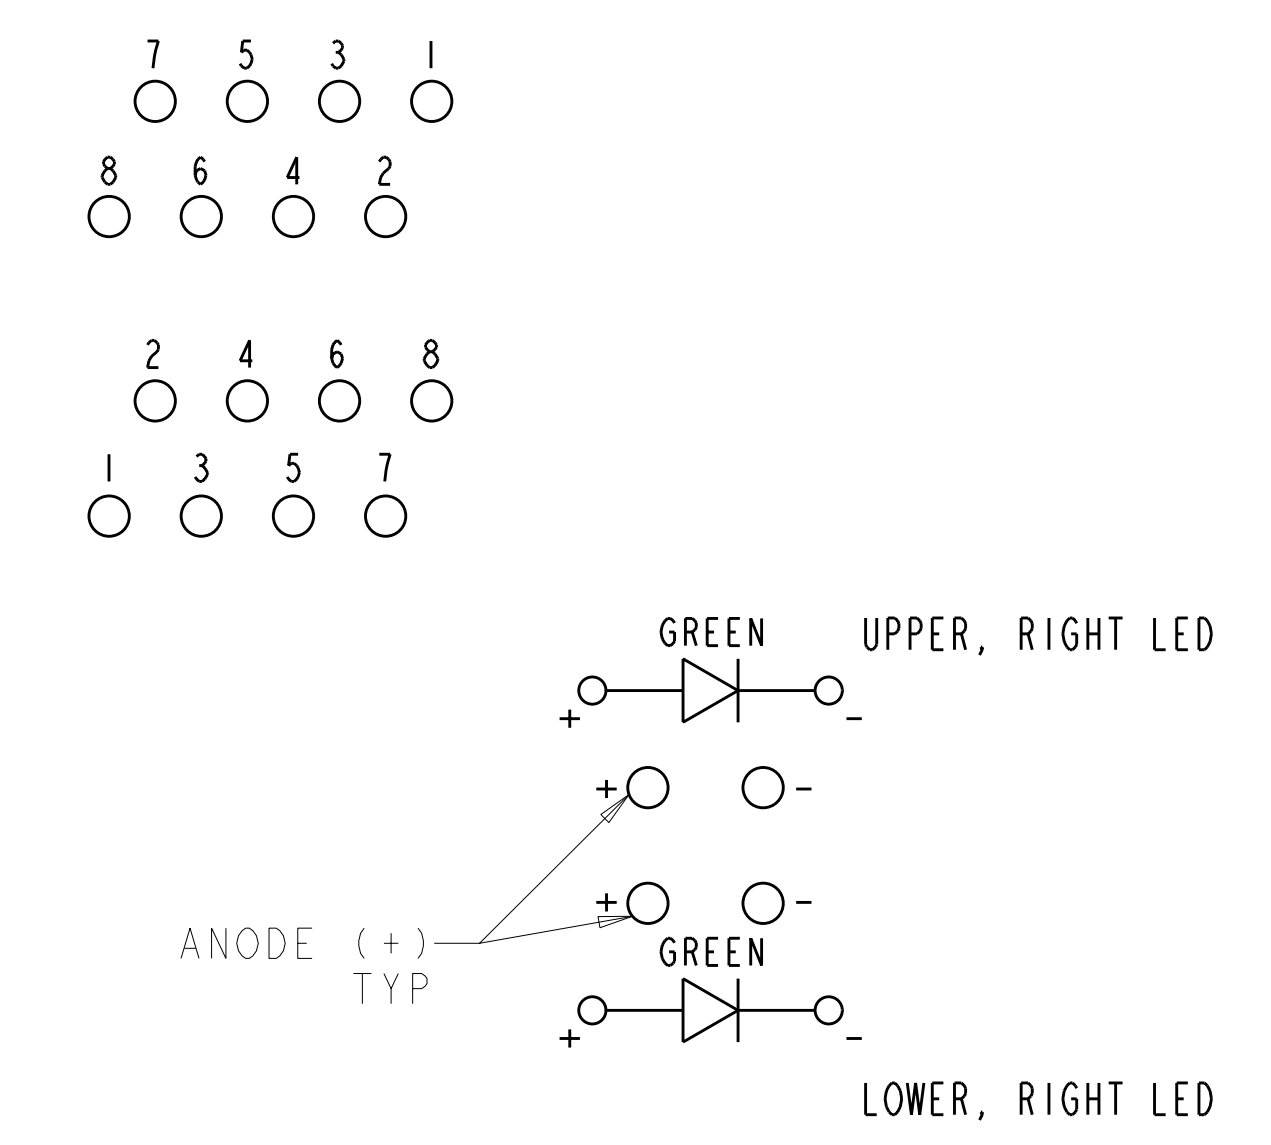 7 5 3 1
8 6 4 2
2 4 6 8
1 3 5 7
GREEN UPPER, RIGHT LED
+ -
+ -
+ -
ANODE (+)
TYP
GREEN
+ -
LOWER, RIGHT LED